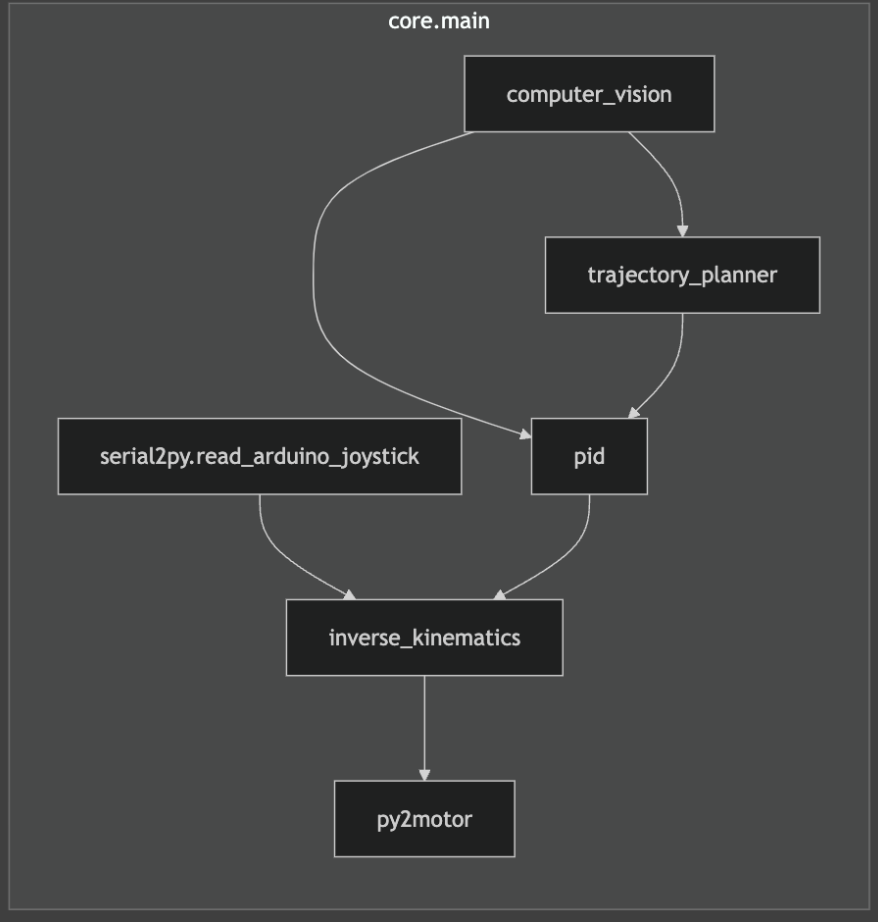 core.main
computer_vision
trajectory_planner
serial2py.read_arduino_joystick
pid
inverse_kinematics
py2motor